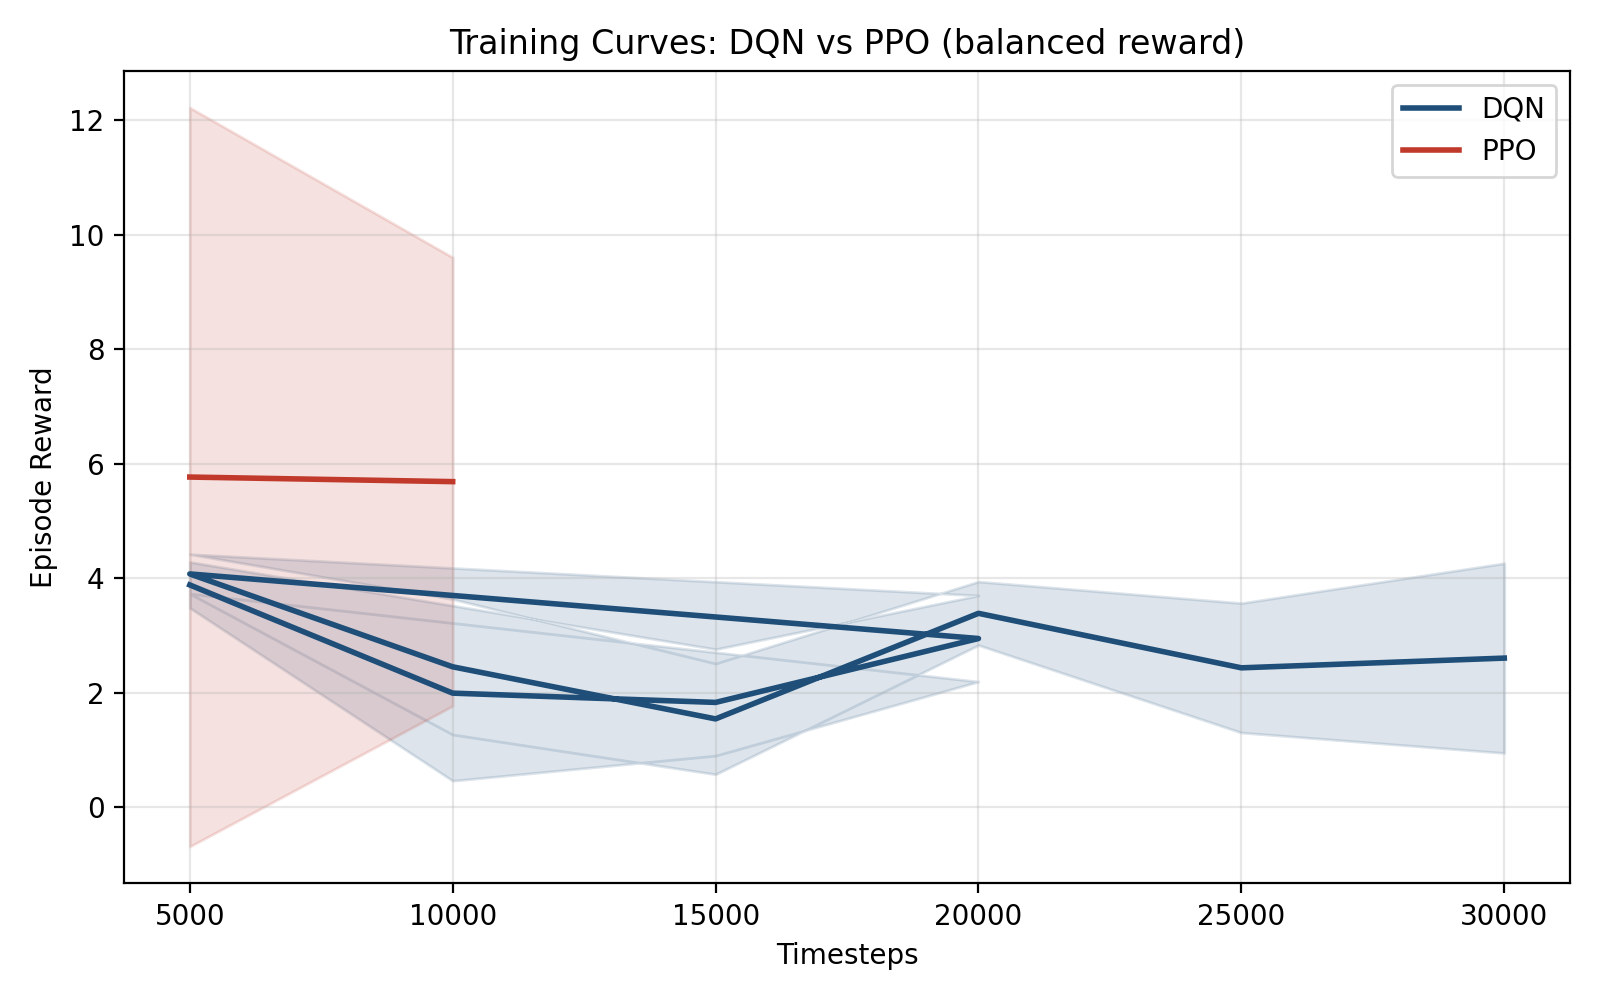 Training Curves: DQN vs PPO (balanced reward)
DQN
PPO
12
10
8
6
4
2
0
Episode Reward
5000 10000 15000 20000 25000 30000
Timesteps